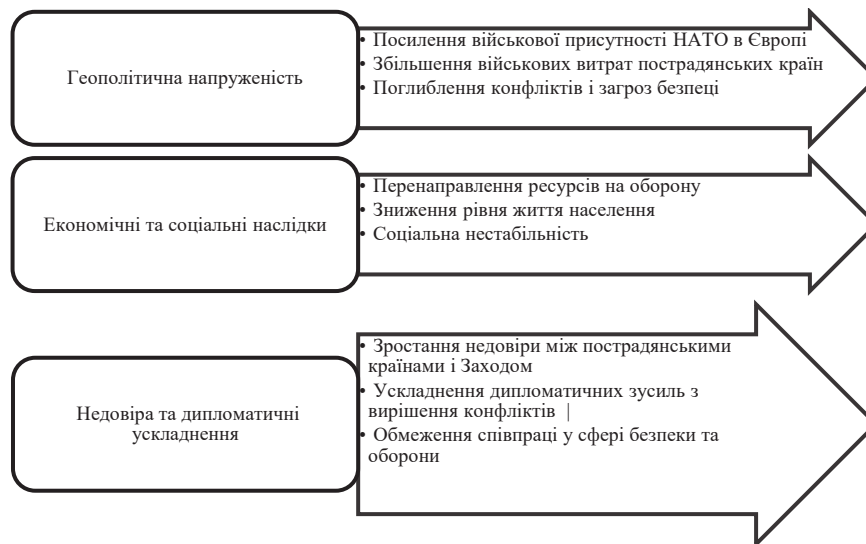 Геополітична напруженість
• Посилення військової присутності НАТО в Європі
• Збільшення військових витрат пострадянських країн
• Поглиблення конфліктів і загроз безпеці
Економічні та соціальні наслідки
• Перенаправлення ресурсів на оборону
• Зниження рівня життя населення
• Соціальна нестабільність
Недовіра та дипломатичні
ускладнення
• Зростання недовіри між пострадянськими
країнами і Заходом
• Ускладнення дипломатичних зусиль з
вирішення конфліктів |
• Обмеження співпраці у сфері безпеки та
оборони